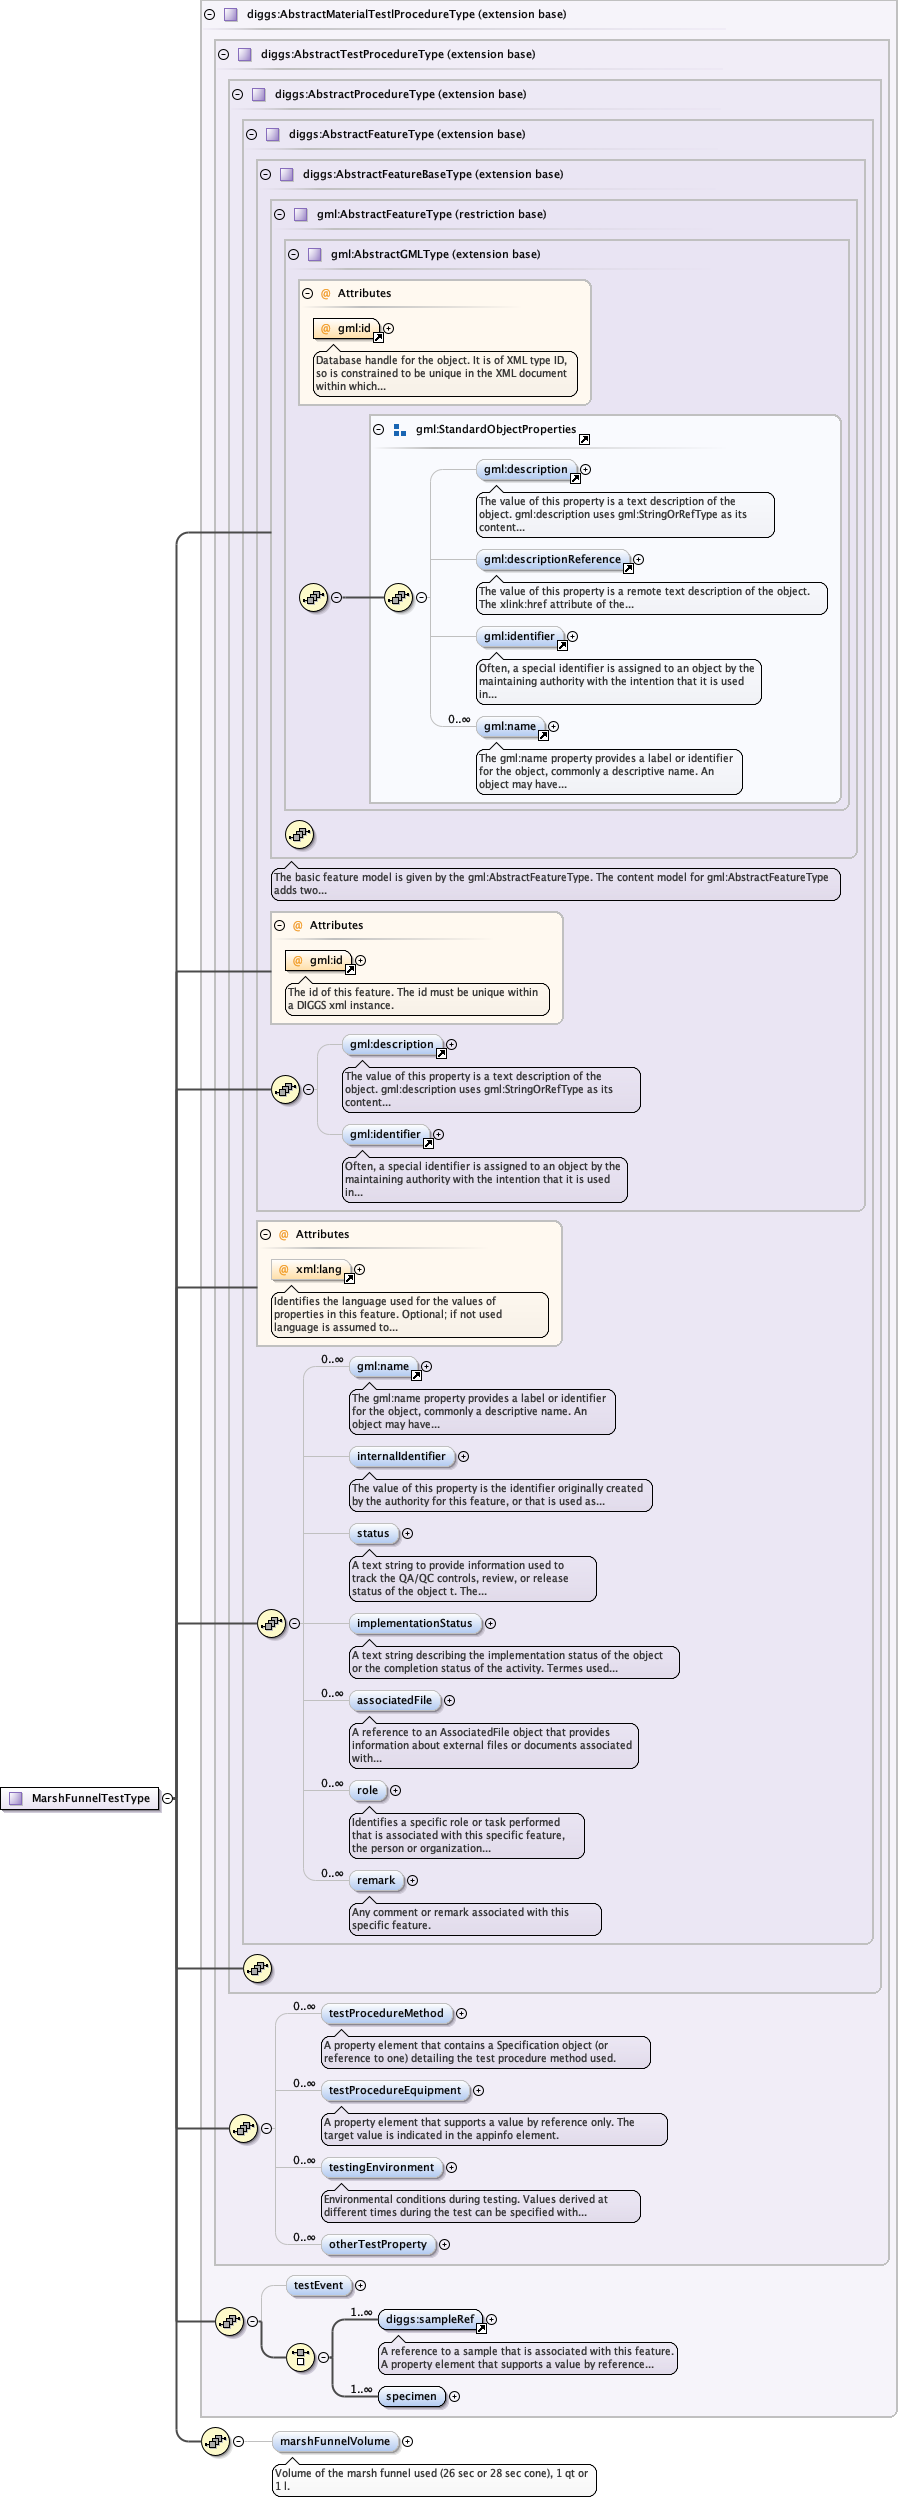 diggs:AbstractMaterialTestlProcedureType (extension base)
diggs:AbstractTestProcedureType (extension base)
diggs:AbstractProcedureType (extension base)
diggs:AbstractFeatureType (extension base)
diggs:AbstractFeatureBaseType (extension base)
gml:AbstractFeatureType (restriction base)
gml:AbstractGMLType (extension base)
@ Attributes
@ gml:id
Database handle for the object. It is of XML type ID,
so is constrained to be unique in the XML document
within which...
gml:StandardObjectProperties
gml:description
The value of this property is a text description of the
object. gml:description uses gml:StringOrRefType as its
content...
gml:descriptionReference
The value of this property is a remote text description of the object.
The xlink:href attribute of the...
gml:identifier
Often, a special identifier is assigned to an object by the
maintaining authority with the intention that it is used
in...
0..∞ gml:name
The gml:name property provides a label or identifier
for the object, commonly a descriptive name. An
object may have...
The basic feature model is given by the gml:AbstractFeatureType. The content model for gml:AbstractFeatureType
adds two...
@ Attributes
@ gml:id
The id of this feature. The id must be unique within
a DIGGS xml instance.
gml:description
The value of this property is a text description of the
object. gml:description uses gml:StringOrRefType as its
content...
gml:identifier
Often, a special identifier is assigned to an object by the
maintaining authority with the intention that it is used
in...
@ Attributes
@ xml:lang
Identifies the language used for the values of
properties in this feature. Optional; if not used
language is assumed to...
0..∞ gml:name
The gml:name property provides a label or identifier
for the object, commonly a descriptive name. An
object may have...
internalIdentifier
The value of this property is the identifier originally created
by the authority for this feature, or that is used as...
status
A text string to provide information used to
track the QA/QC controls, review, or release
status of the object t. The...
implementationStatus
A text string describing the implementation status of the object
or the completion status of the activity. Termes used...
0..∞ associatedFile
A reference to an AssociatedFile object that provides
information about external files or documents associated
with...
0..∞ role
Identifies a specific role or task performed
that is associated with this specific feature,
the person or organization...
MarshFunnelTestType
0..∞ remark
Any comment or remark associated with this
specific feature.
0..∞ testProcedureMethod
A property element that contains a Specification object (or
reference to one) detailing the test procedure method used.
0..∞ testProcedureEquipment
A property element that supports a value by reference only. The
target value is indicated in the appinfo element.
0..∞ testingEnvironment
Environmental conditions during testing. Values derived at
different times during the test can be specified with...
0..∞ otherTestProperty
testEvent
1..∞ diggs:sampleRef
A reference to a sample that is associated with this feature.
A property element that supports a value by reference...
1..∞ specimen
marshFunnelVolume
Volume of the marsh funnel used (26 sec or 28 sec cone), 1 qt or
1 l.